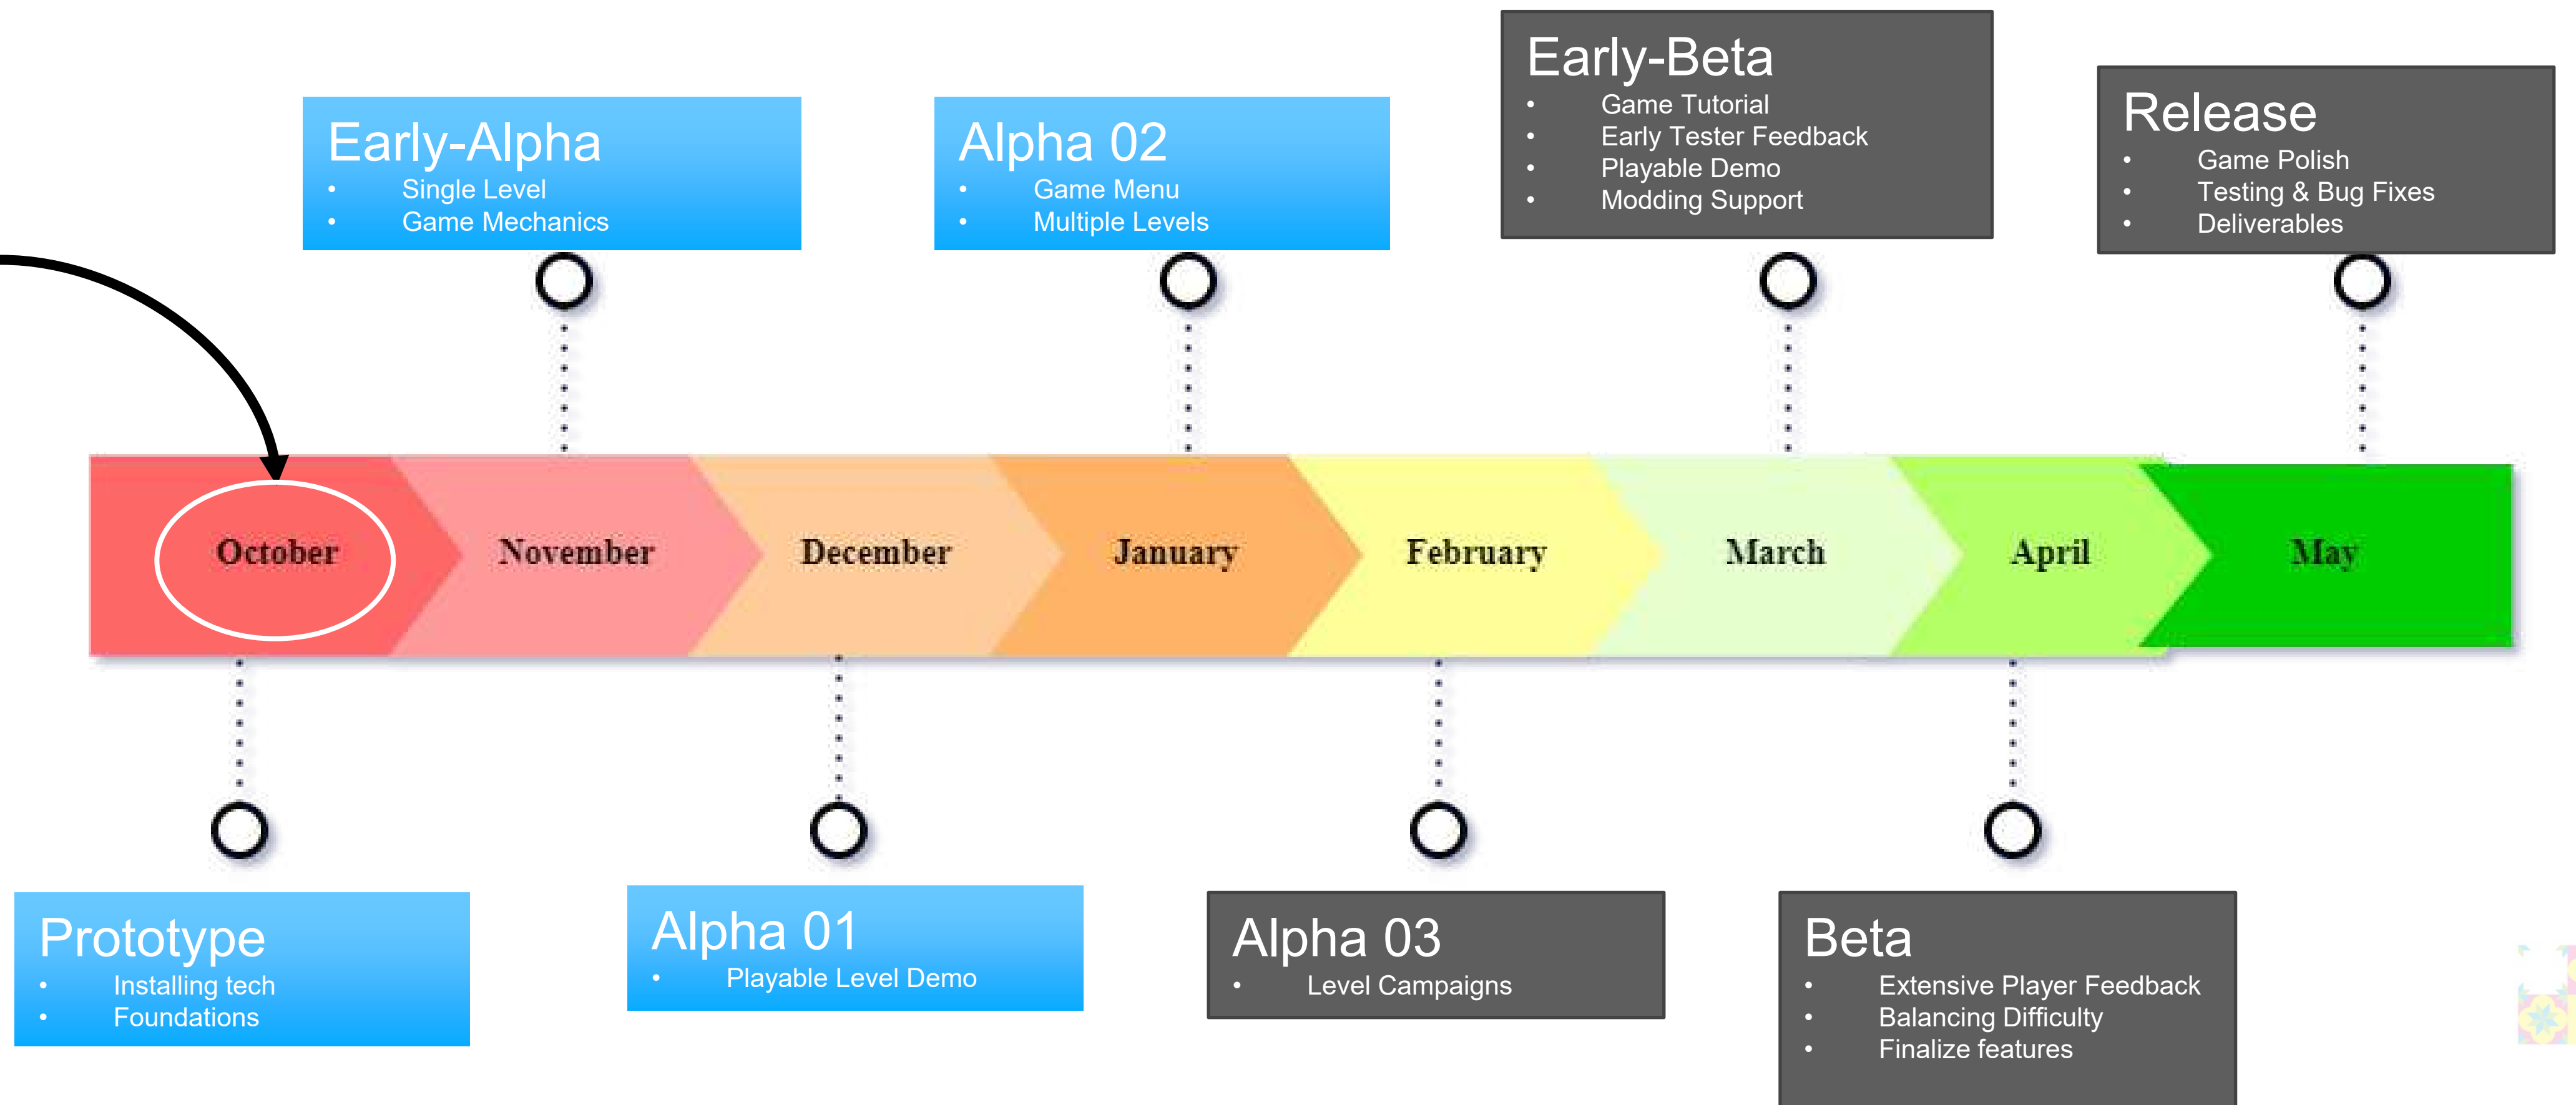 Early-Alpha
• Single Level
• Game Mechanics
Alpha 02
• Game Menu
• Multiple Levels
Early-Beta
• Game Tutorial
• Early Tester Feedback
• Playable Demo
• Modding Support
Release
• Game Polish
• Testing & Bug Fixes
• Deliverables
October
November
December
January
February
March
April
May
Prototype
• Installing tech
• Foundations
Alpha 01
• Playable Level Demo
Alpha 03
• Level Campaigns
Beta
• Extensive Player Feedback
• Balancing Difficulty
• Finalize features